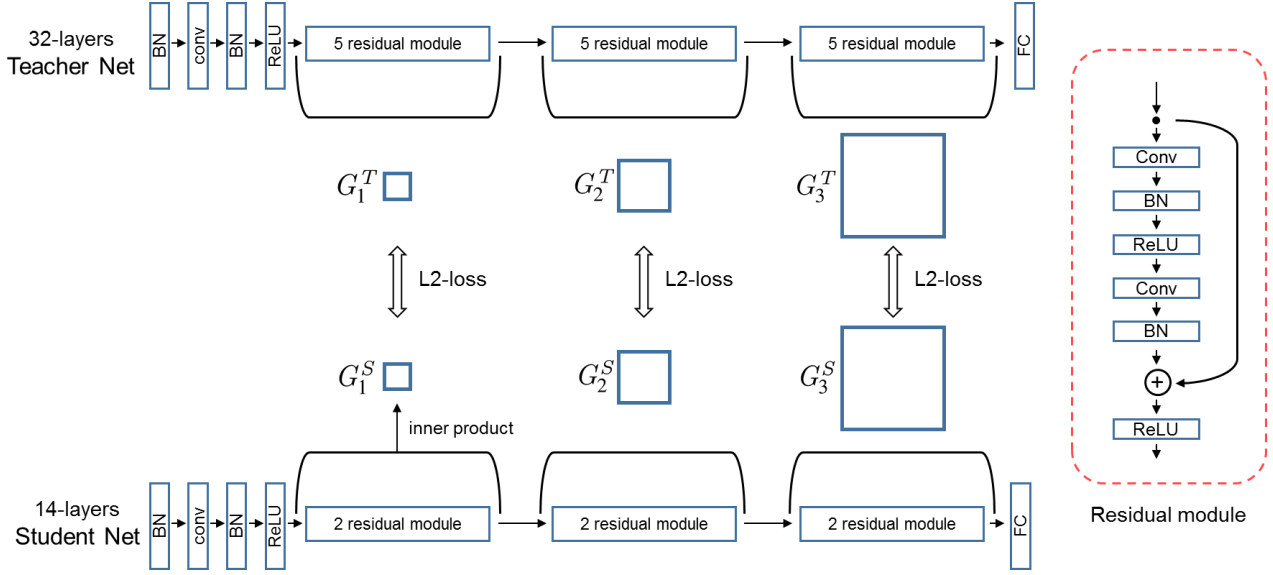 32-layers
Teacher Net
BN
conv
BN
ReLU
5 residual module
5 residual module
5 residual module
FC
G_1^T
G_2^T
G_3^T
L2-loss
L2-loss
L2-loss
G_1^S
G_2^S
G_3^S
inner product
14-layers
Student Net
BN
conv
BN
ReLU
2 residual module
2 residual module
2 residual module
FC
Conv
BN
ReLU
Conv
BN
+
ReLU
Residual module